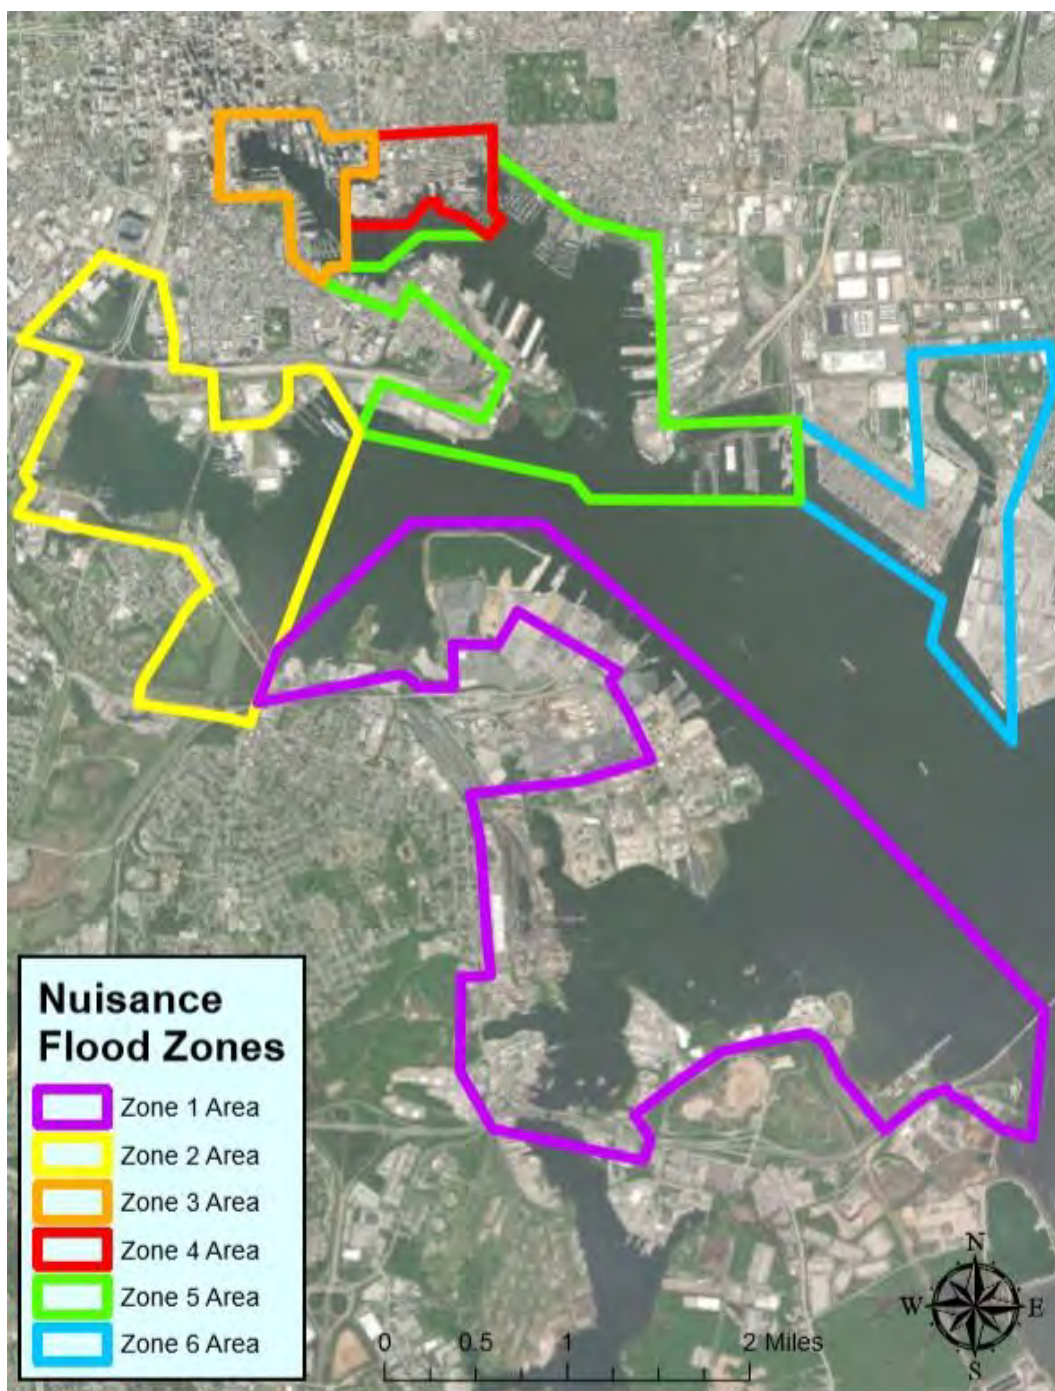 Nuisance
Flood Zones
Zone 1 Area
Zone 2 Area
Zone 3 Area
Zone 4 Area
Zone 5 Area
Zone 6 Area
0 0.5 1 2 Miles
N
W E
S